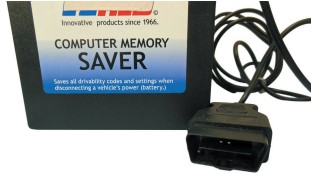 Innovative products since 1966.
©
COMPUTER MEMORY
SAVER
Saves all drivability codes and settings when
disconnecting a vehicle's power (battery.)